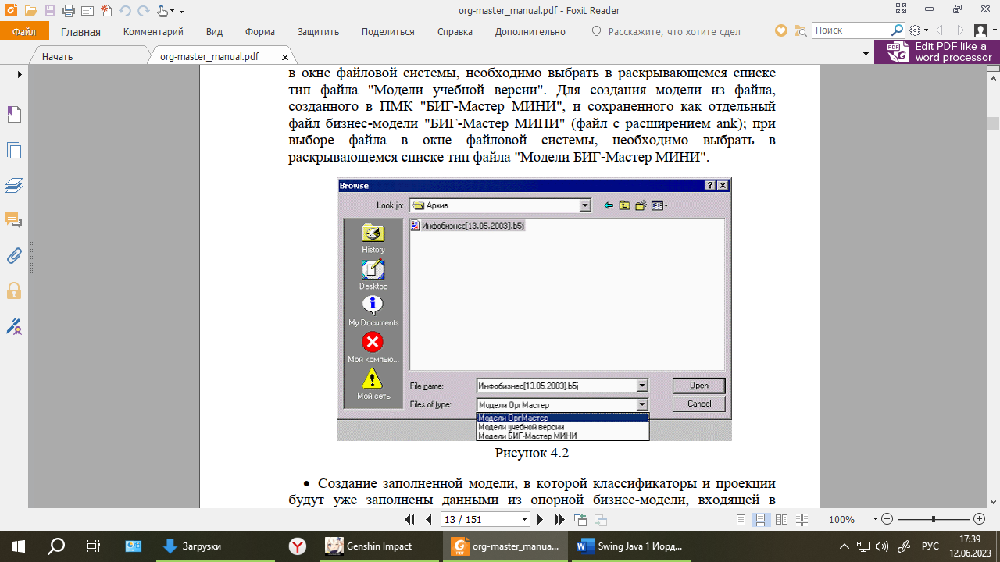 org-master_manual.pdf - Foxit Reader
Файл Главная Комментарий Вид Форма Защитить Поделиться Справка Дополнительно Расскажите, что хотите сдел Поиск
Начать org-master_manual.pdf Edit PDF like a
word processor
в окне файловой системы, необходимо выбрать в раскрывающемся списке
тип файла "Модели учебной версии". Для создания модели из файла,
созданного в ПМК "БИГ-Мастер МИНИ", и сохраненного как отдельный
файл бизнес-модели "БИГ-Мастер МИНИ" (файл с расширением ank); при
выборе файла в окне файловой системы, необходимо выбрать в
раскрывающемся списке тип файла "Модели БИГ-Мастер МИНИ".
Browse
Look in: Архив
Инфобизнес[13.05.2003].b5j
History
Desktop
My Documents
Мой компью...
Мой сеть
File name: Инфобизнес[13.05.2003].b5j Open
Files of type: Модели ОргМастер Cancel
Модели ОргМастер
Модели учебной версии
Модели БИГ-Мастер МИНИ
Рисунок 4.2
• Создание заполненной модели, в которой классификаторы и проекции
будут уже заполнены данными из опорной бизнес-модели, входящей в
13 / 151 100%
Загрузки Genshin Impact org-master_manua... Swing Java 1 Иорд... РУС 17:39
12.06.2023